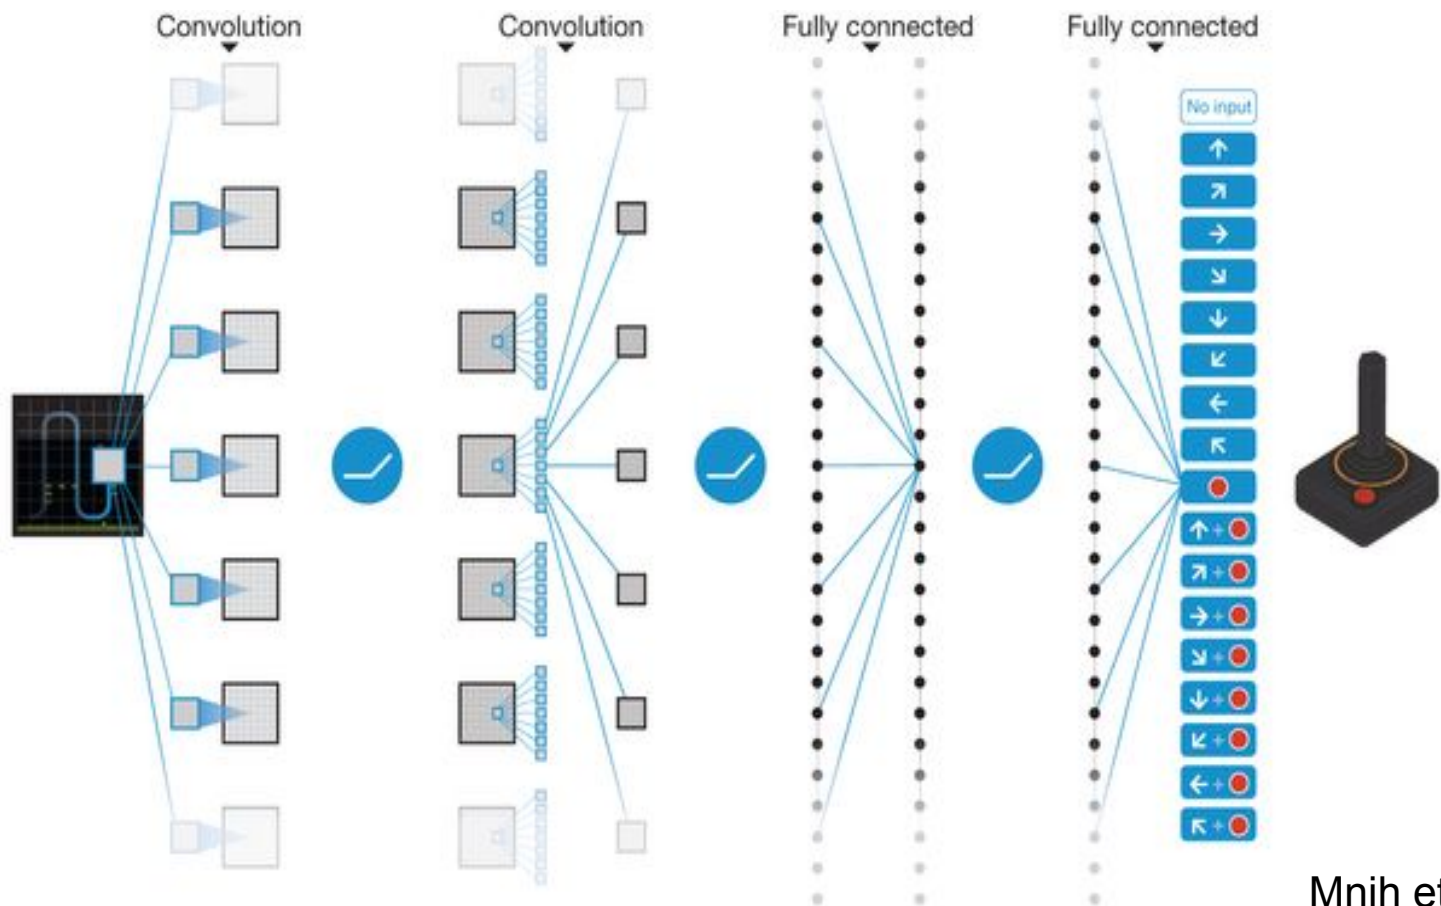 Convolution
Convolution
Fully connected
Fully connected
No input
↑
↗
→
↘
↓
↙
←
↖
↑+
↗+
→+
↘+
↓+
↙+
←+
↖+
Mnih et